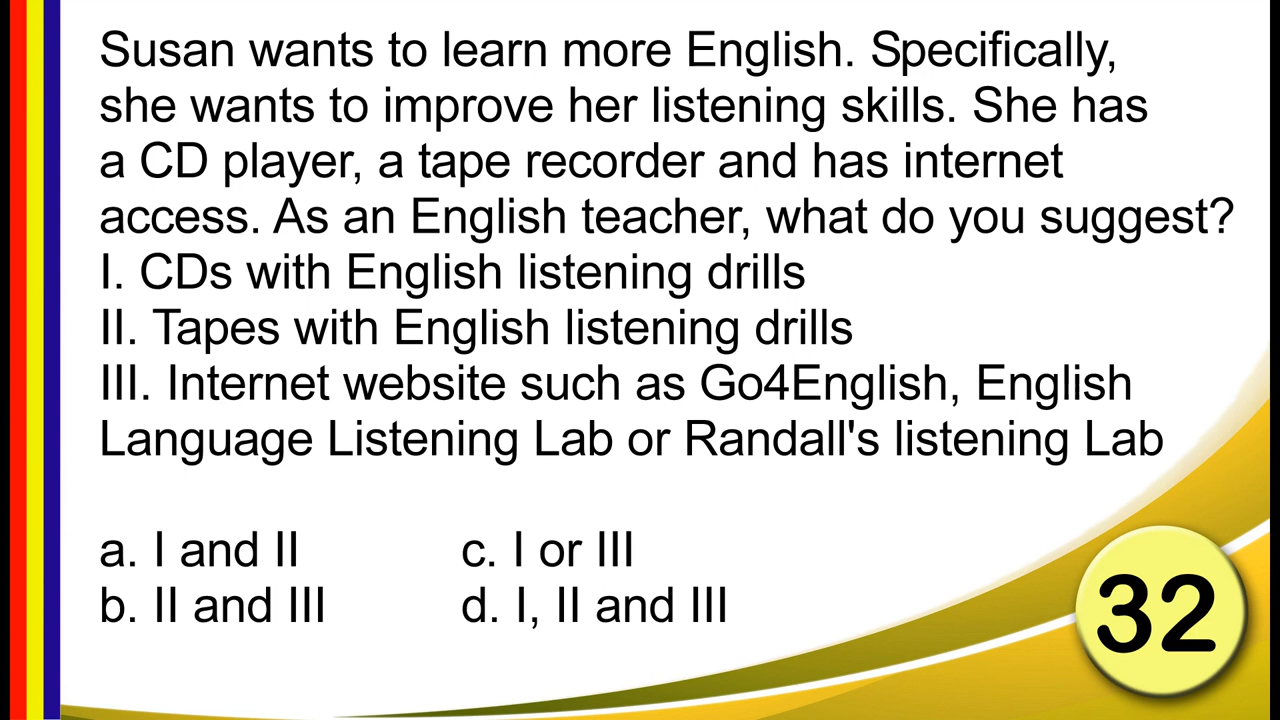 Susan wants to learn more English. Specifically,
she wants to improve her listening skills. She has
a CD player, a tape recorder and has internet
access. As an English teacher, what do you suggest?
I. CDs with English listening drills
II. Tapes with English listening drills
III. Internet website such as Go4English, English
Language Listening Lab or Randall's listening Lab
a. I and II
c. I or III
b. II and III
d. I, II and III
32